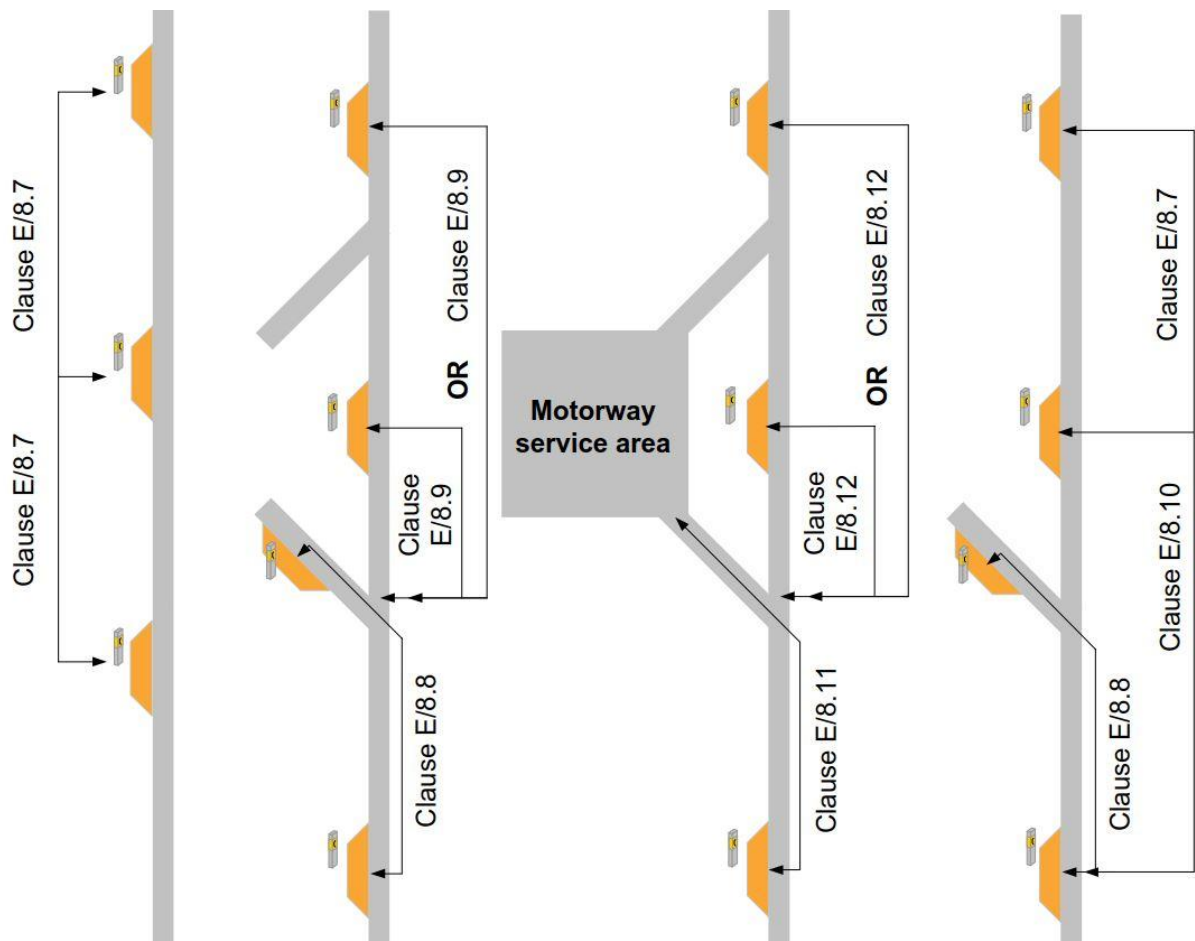 Clause E/8.7
Clause E/8.7
Clause E/8.9
OR
Clause
E/8.9
Clause E/8.8
Motorway
service area
Clause E/8.12
OR
Clause
E/8.12
Clause E/8.11
Clause E/8.7
Clause E/8.10
Clause E/8.8